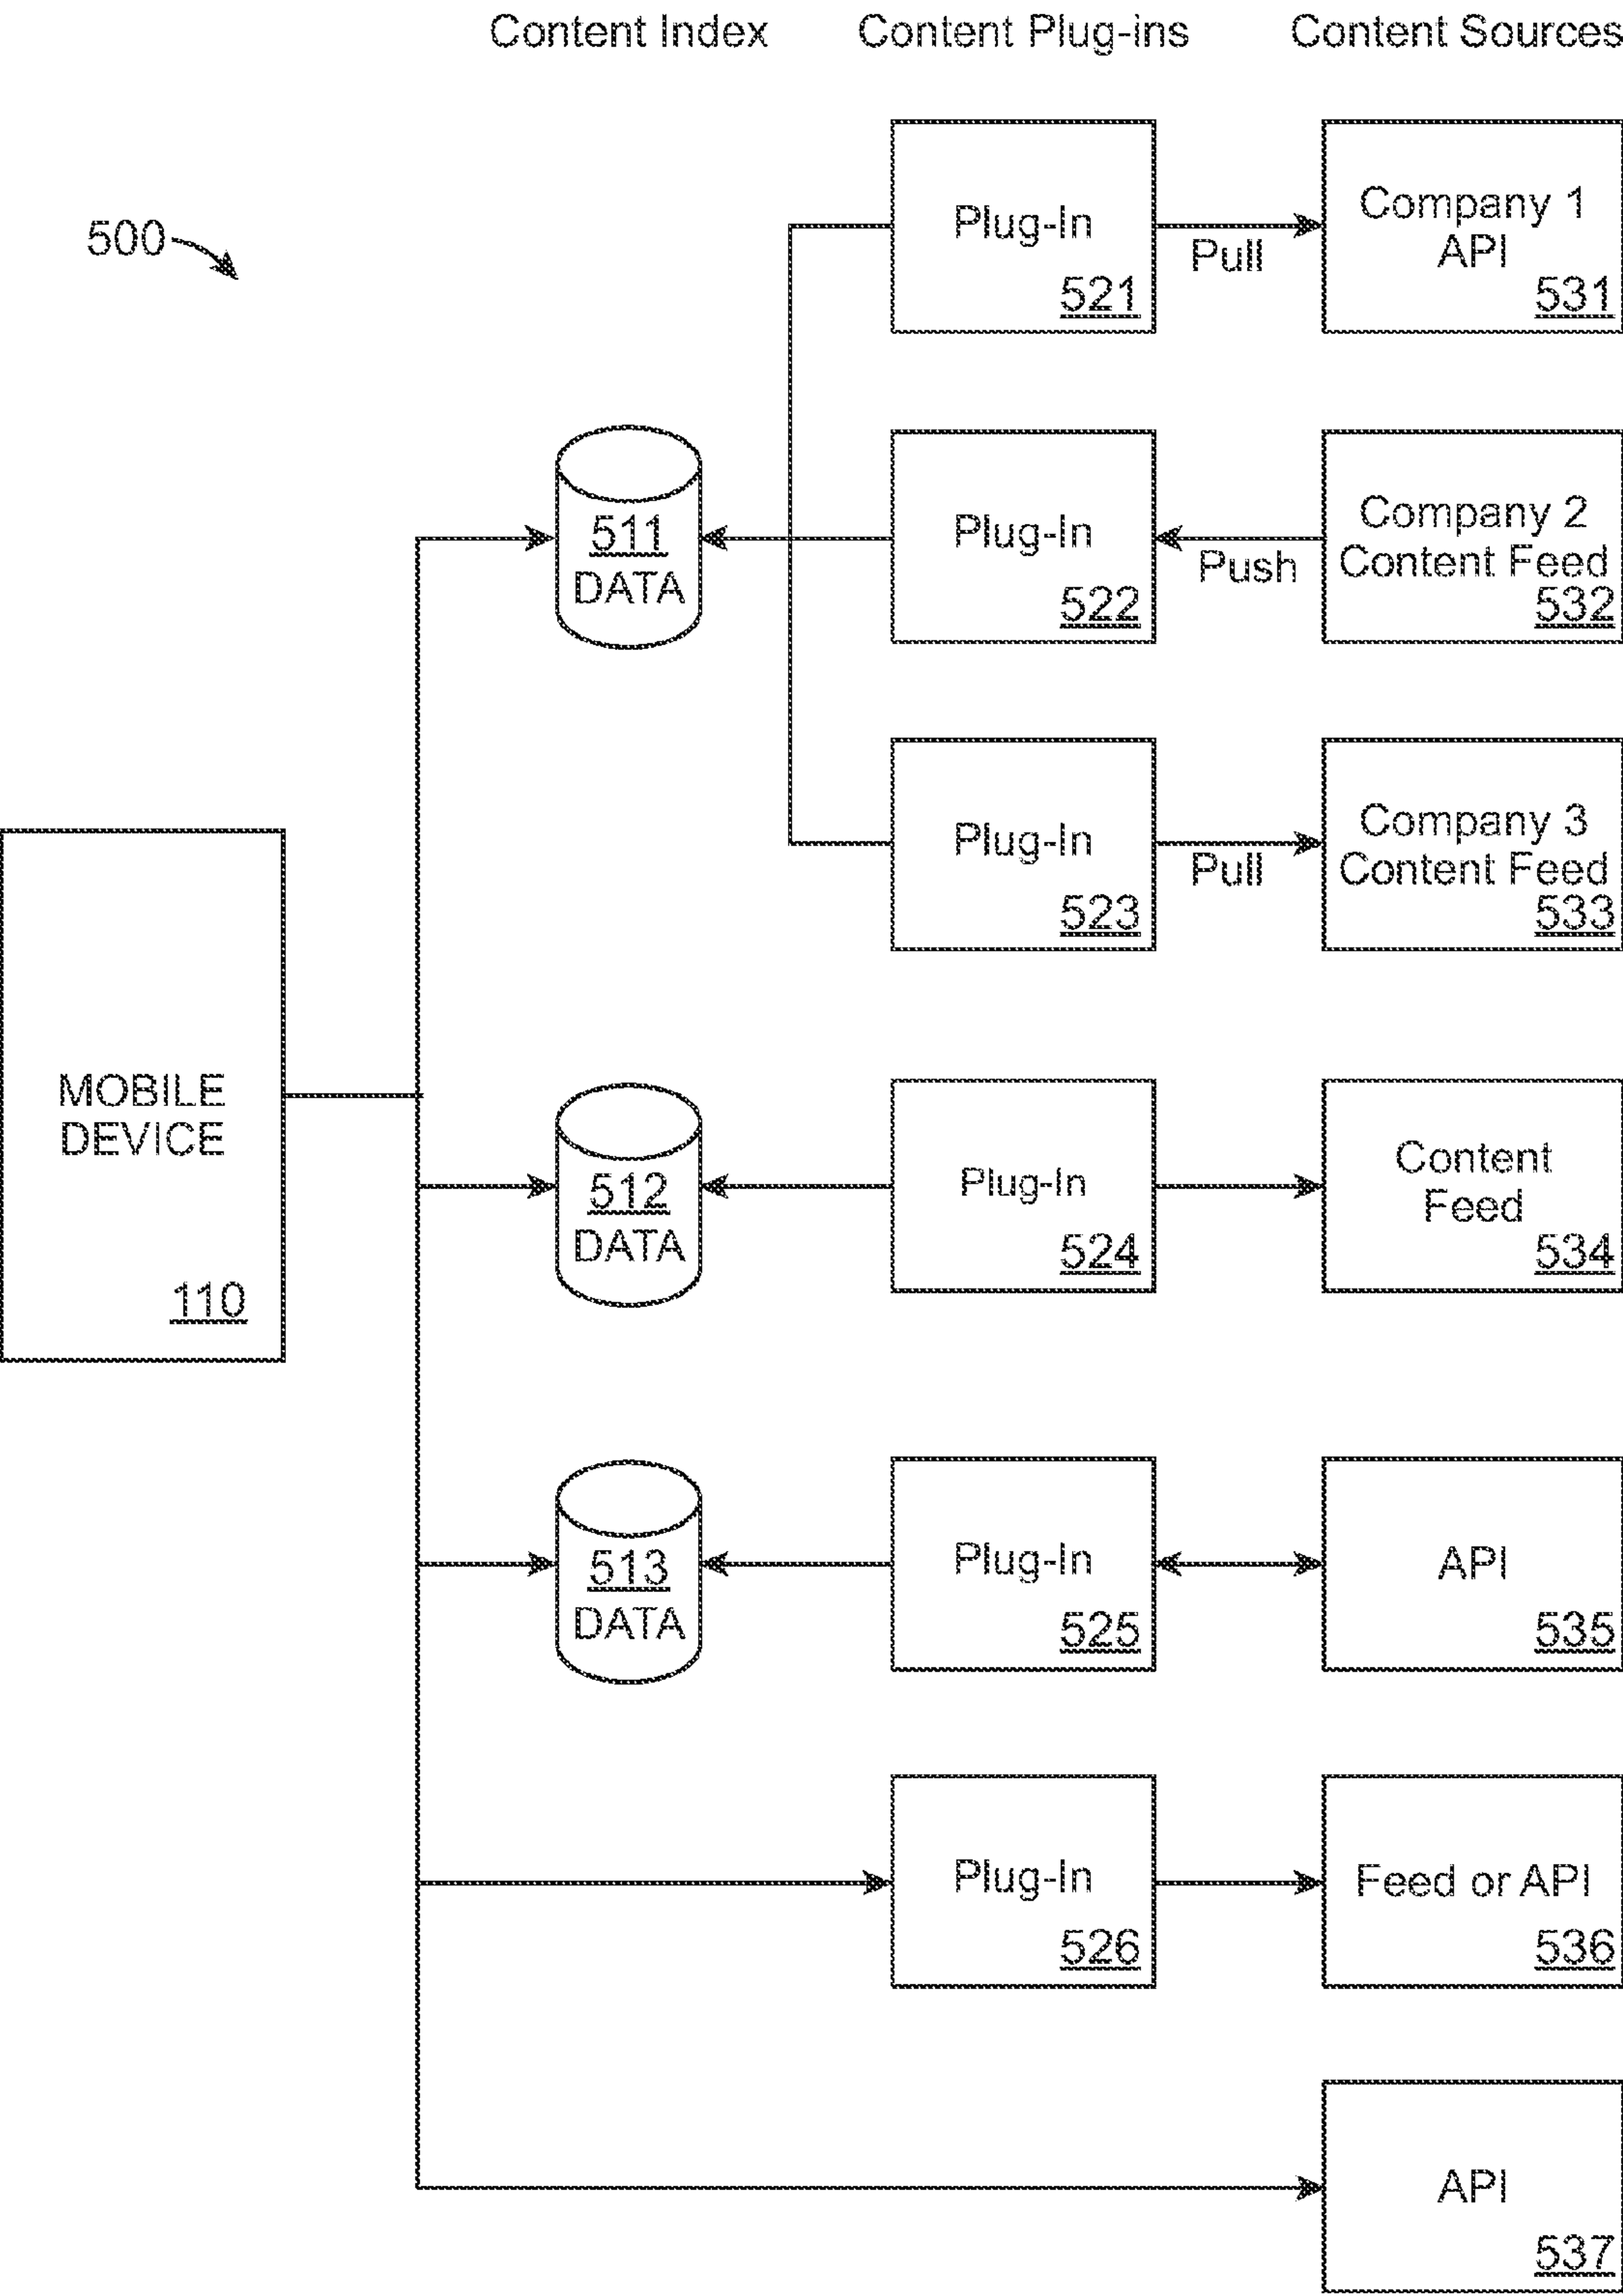 Content Index
Content Plug-ins
Content Sources
500
Plug-In
521
Pull
Company 1
API
531
511
DATA
Plug-In
522
Push
Company 2
Content Feed
532
Plug-In
523
Pull
Company 3
Content Feed
533
MOBILE
DEVICE
110
512
DATA
Plug-In
524
Content
Feed
534
513
DATA
Plug-In
525
API
535
Plug-In
526
Feed or API
536
API
537